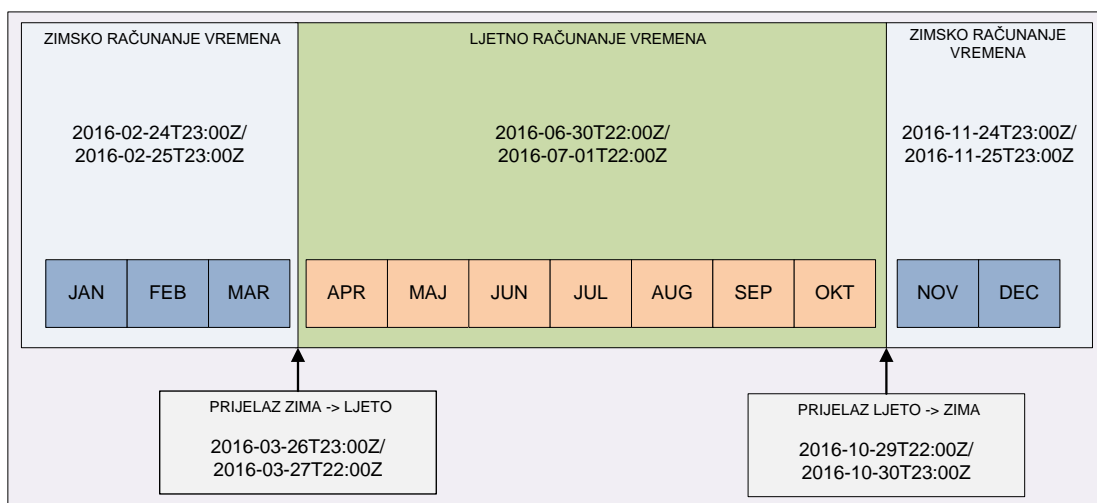 ZIMSKO RAČUNANJE VREMENA
2016-02-24T23:00Z/
2016-02-25T23:00Z
LJETNO RAČUNANJE VREMENA
2016-06-30T22:00Z/
2016-07-01T22:00Z
ZIMSKO RAČUNANJE
VREMENA
2016-11-24T23:00Z/
2016-11-25T23:00Z
JAN FEB MAR APR MAJ JUN JUL AUG SEP OKT NOV DEC
PRIJELAZ ZIMA -> LJETO
2016-03-26T23:00Z/
2016-03-27T22:00Z
PRIJELAZ LJETO -> ZIMA
2016-10-29T22:00Z/
2016-10-30T23:00Z